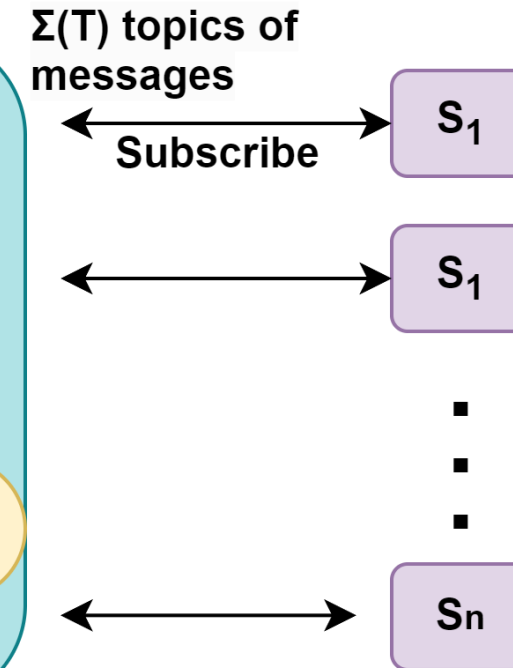 Σ(T) topics of
messages
Subscribe
S₁
S₁
Sn